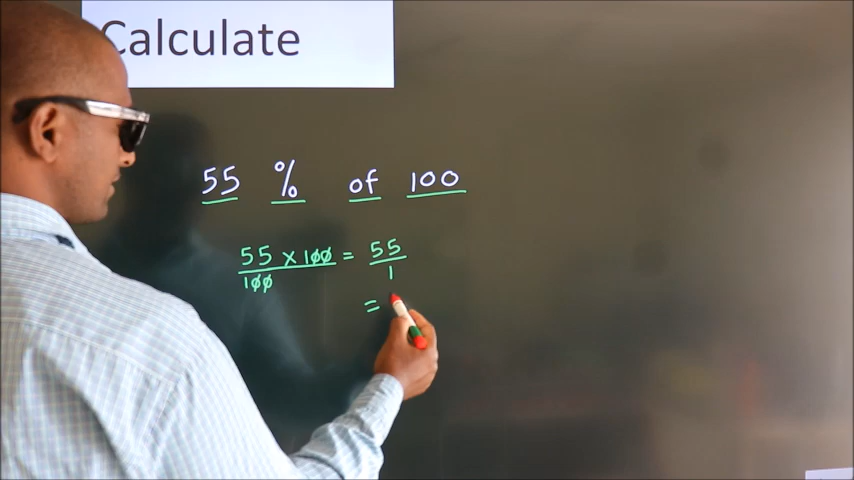 Calculate
55 % of 100
55 × 100 = 55
100 1
=